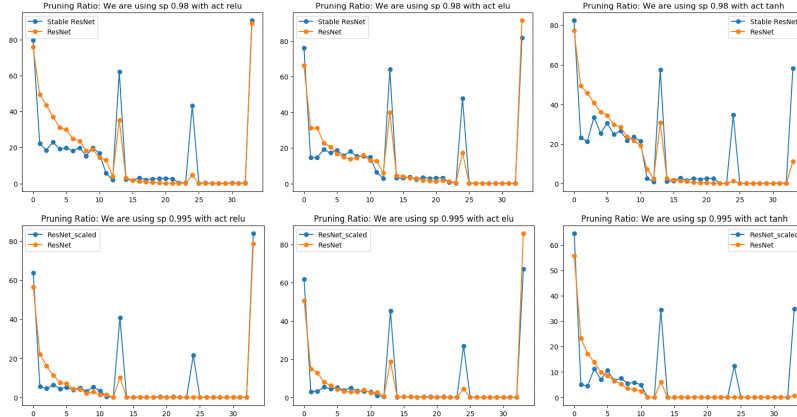 Pruning Ratio: We are using sp 0.98 with act relu
Stable ResNet
ResNet
80
60
40
20
0
0 5 10 15 20 25 30
Pruning Ratio: We are using sp 0.98 with act elu
Stable ResNet
ResNet
80
60
40
20
0
0 5 10 15 20 25 30
Pruning Ratio: We are using sp 0.98 with act tanh
Stable ResNet
ResNet
80
60
40
20
0
0 5 10 15 20 25 30
Pruning Ratio: We are using sp 0.995 with act relu
ResNet_scaled
ResNet
80
60
40
20
0
0 5 10 15 20 25 30
Pruning Ratio: We are using sp 0.995 with act elu
ResNet_scaled
ResNet
80
60
40
20
0
0 5 10 15 20 25 30
Pruning Ratio: We are using sp 0.995 with act tanh
ResNet_scaled
ResNet
60
50
40
30
20
10
0
0 5 10 15 20 25 30